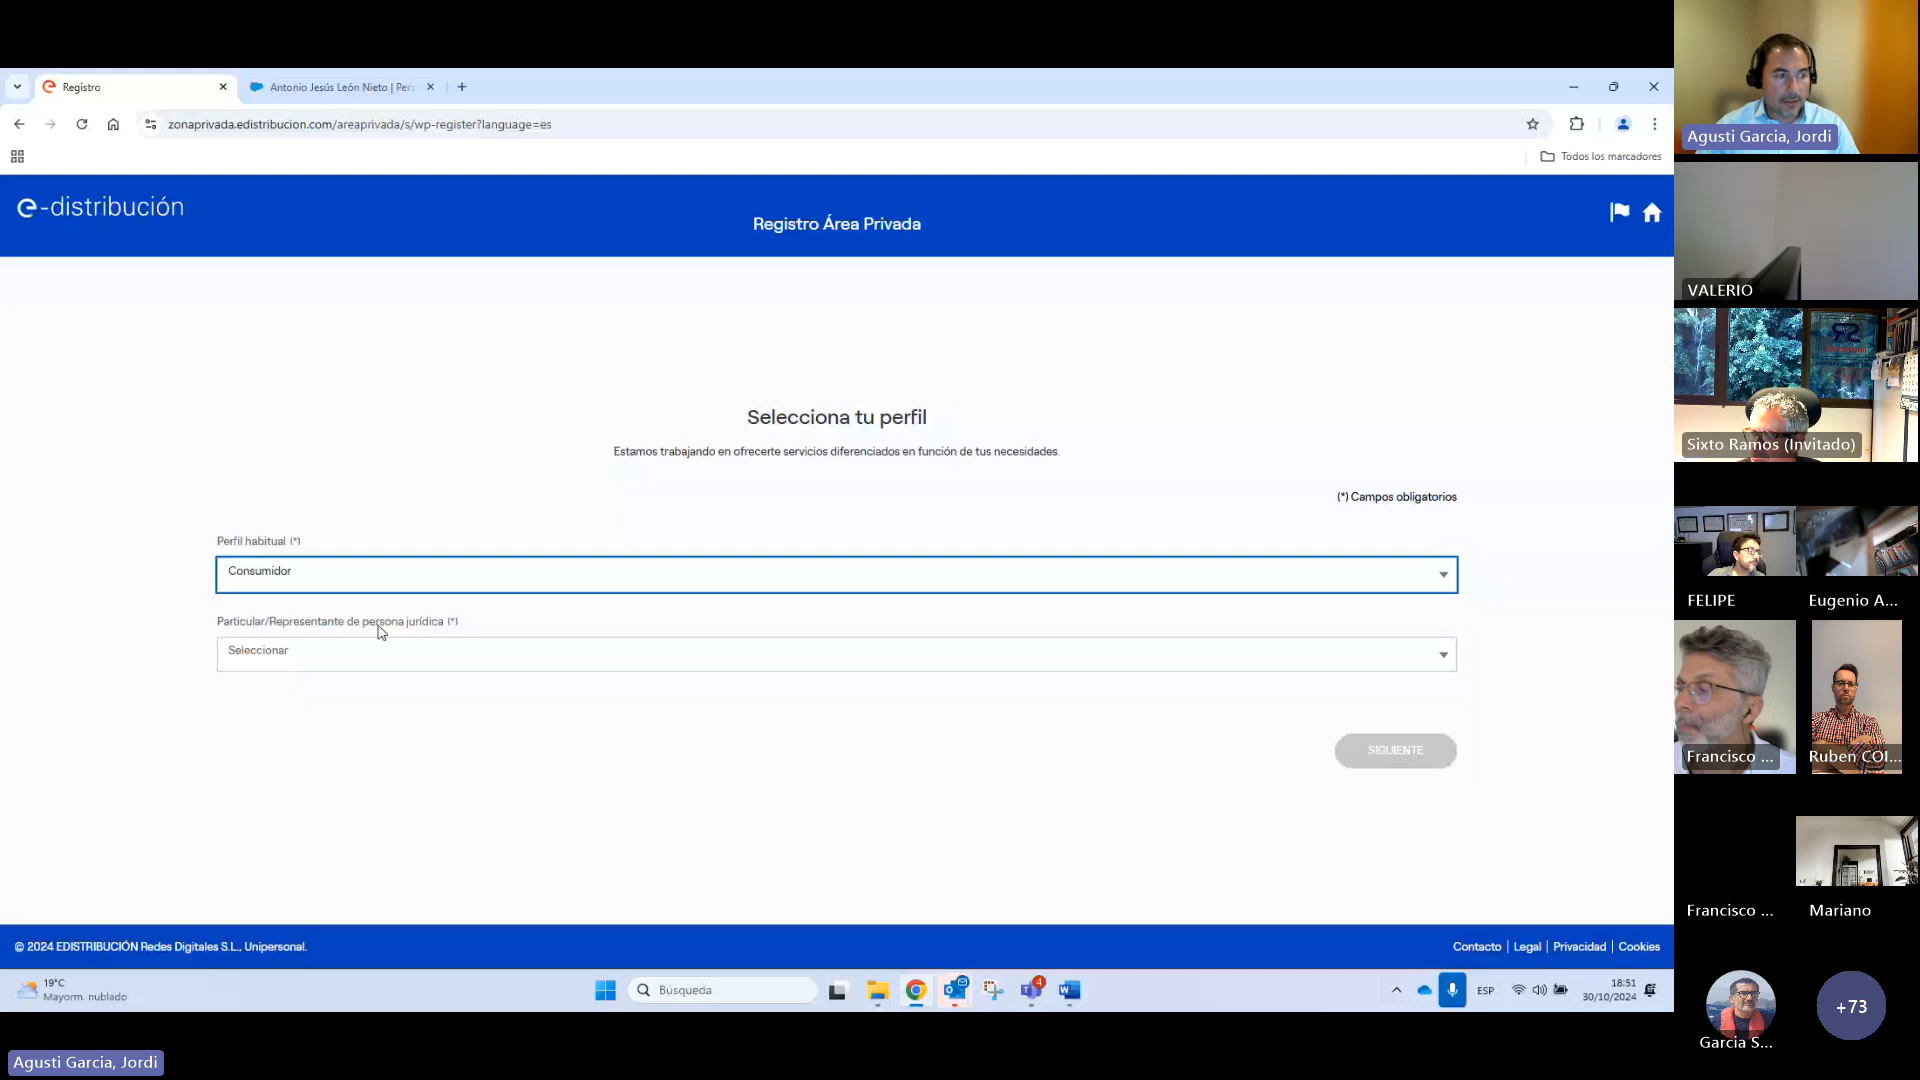 Registro
Antonio Jesús León Nieto | Per
zonaprivada.edistribucion.com/areaprivada/s/wp-register?language=es
Todos los marcadores
e-distribución
Registro Área Privada
Selecciona tu perfil
Estamos trabajando en ofrecerte servicios diferenciados en función de tus necesidades.
(*) Campos obligatorios
Perfil habitual (*)
Consumidor
Particular/Representante de persona jurídica (*)
Seleccionar
SIGUIENTE
© 2024 EDISTRIBUCIÓN Redes Digitales S.L., Unipersonal.
Contacto | Legal | Privacidad | Cookies
19°C
Mayorm. nublado
Búsqueda
4
ESP
18:51
30/10/2024
Agusti Garcia, Jordi
Agusti Garcia, Jordi
VALERIO
Sixto Ramos (Invitado)
FELIPE
Eugenio A...
Francisco ...
Ruben COI...
Francisco ...
Mariano
Garcia S...
+73